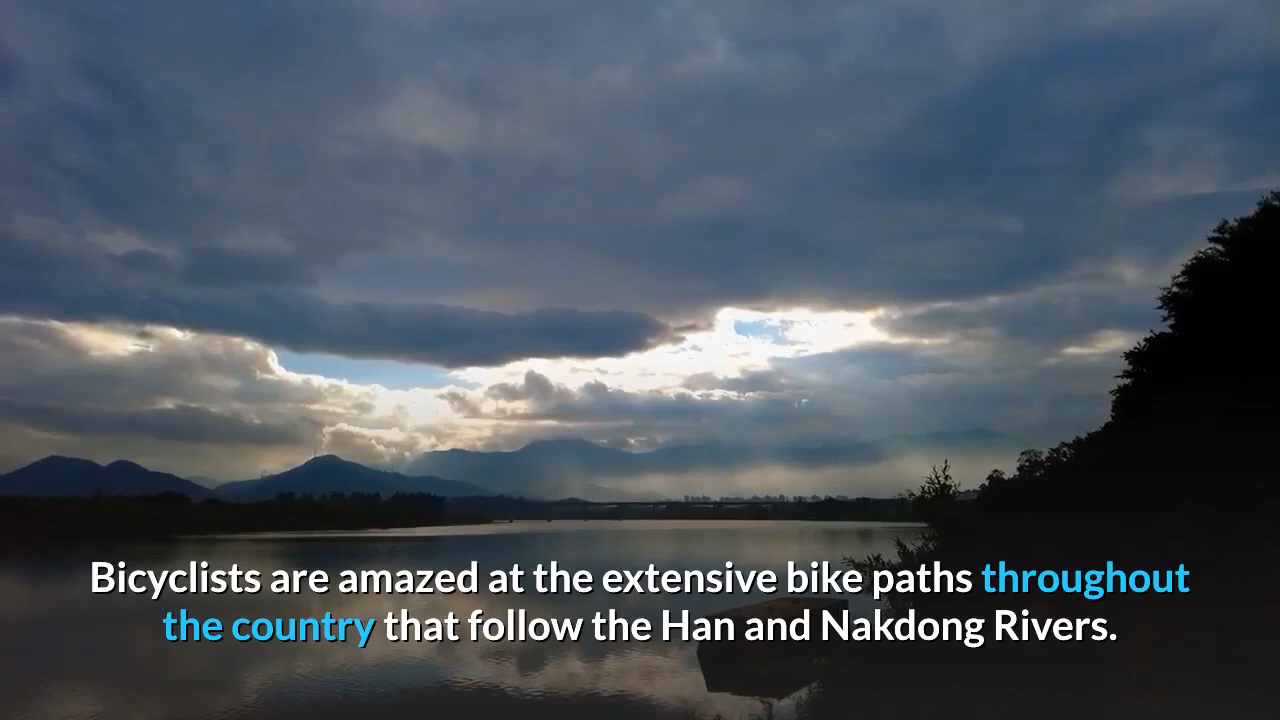 Bicyclists are amazed at the extensive bike paths throughout
the country that follow the Han and Nakdong Rivers.